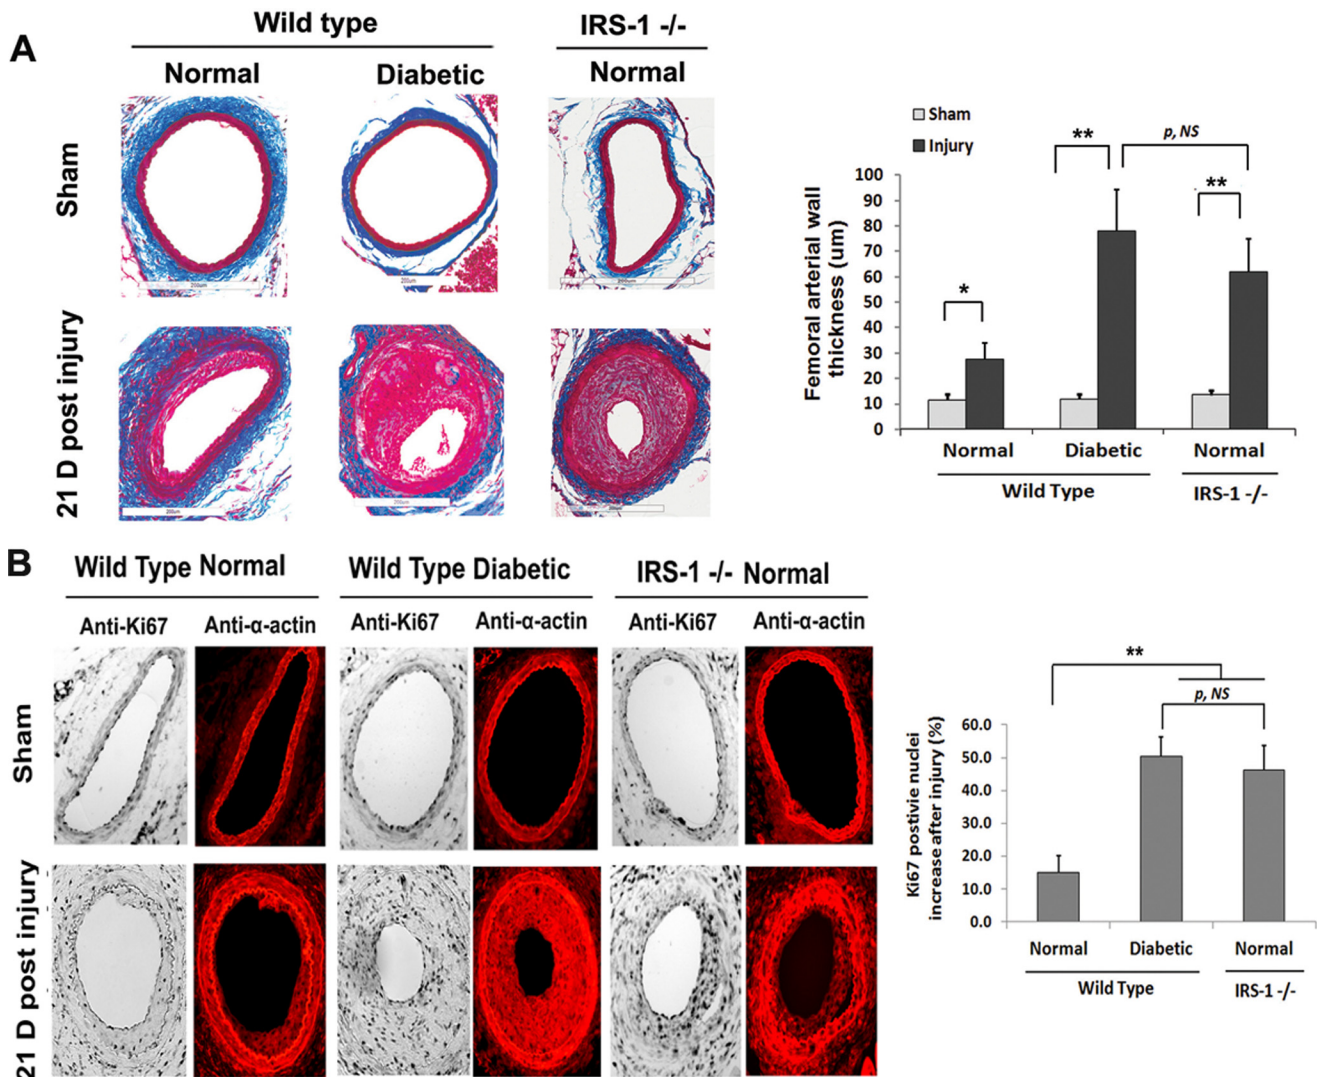 A
Wild type
IRS-1 -/-
Normal
Diabetic
Normal
Sham
200um
200um
21 D post injury
200um
Sham
Injury
**
p, NS
**
*
Femoral arterial wall
thickness (um)
100
90
80
70
60
50
40
30
20
10
0
Normal
Diabetic
Normal
Wild Type
IRS-1 -/-
B
Wild Type Normal
Wild Type Diabetic
IRS-1 -/- Normal
Anti-Ki67
Anti-α-actin
Anti-Ki67
Anti-α-actin
Anti-Ki67
Anti-α-actin
Sham
21 D post injury
**
p, NS
Ki67 postivie nuclei
increase after injury (%)
60.0
50.0
40.0
30.0
20.0
10.0
0.0
Normal
Diabetic
Normal
Wild Type
IRS-1 -/-